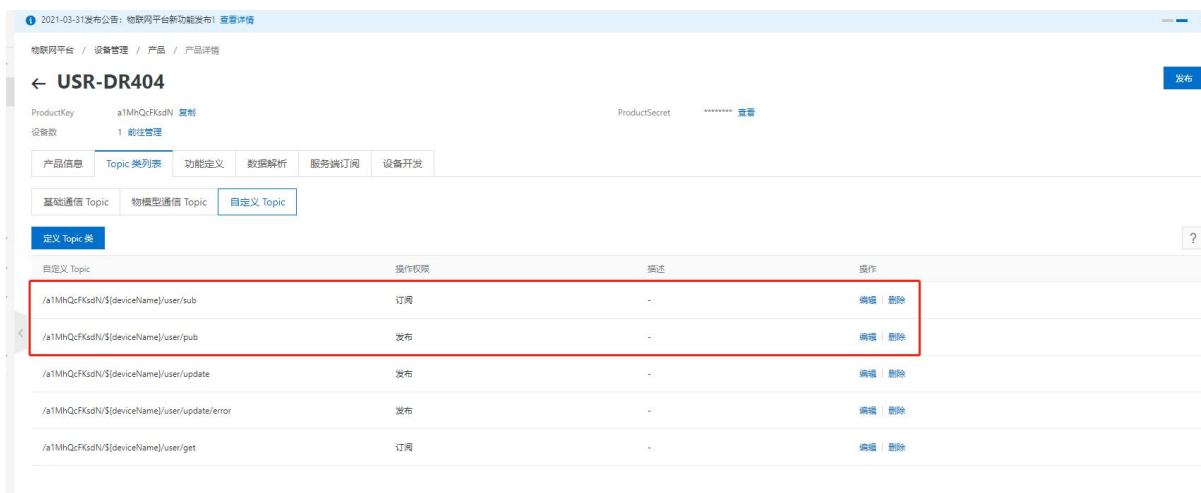 2021-03-31发布公告：物联网平台新功能发布！ 查看详情
物联网平台 / 设备管理 / 产品 / 产品详情
← USR-DR404
发布
ProductKey a1MhQcFKsdN 复制 ProductSecret ******** 查看
设备数 1 前往管理
产品信息 Topic 类列表 功能定义 数据解析 服务端订阅 设备开发
基础通信 Topic 物模型通信 Topic 自定义 Topic
定义 Topic 类
?
自定义 Topic 操作权限 描述 操作
/a1MhQcFKsdN/${deviceName}/user/sub 订阅 - 编辑 删除
/a1MhQcFKsdN/${deviceName}/user/pub 发布 - 编辑 删除
/a1MhQcFKsdN/${deviceName}/user/update 发布 - 编辑 删除
/a1MhQcFKsdN/${deviceName}/user/update/error 发布 - 编辑 删除
/a1MhQcFKsdN/${deviceName}/user/get 订阅 - 编辑 删除